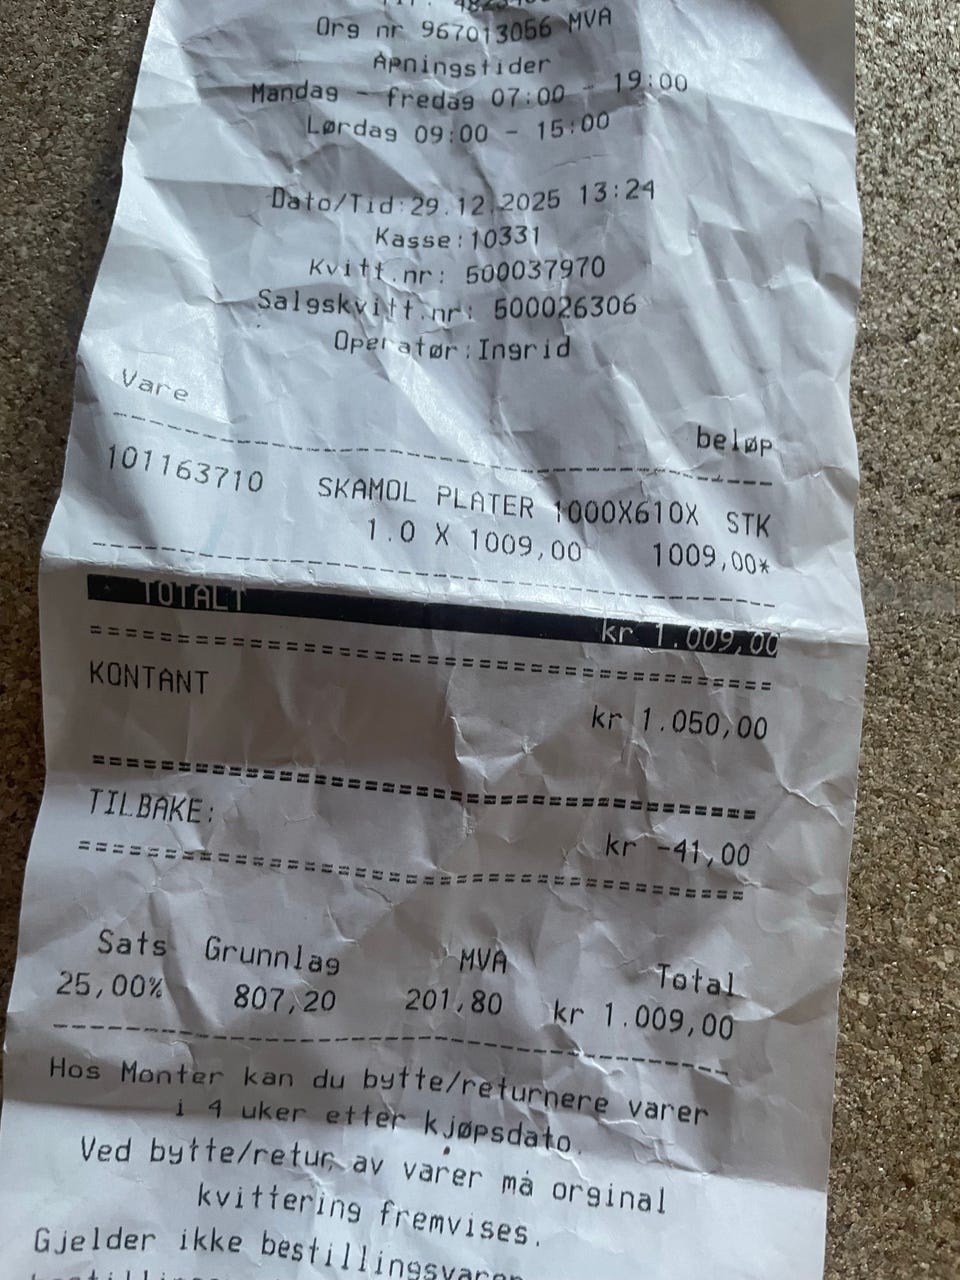 Org nr 967013056 MVA
Åpningstider
Mandag - fredag 07:00 - 19:00
Lørdag 09:00 - 15:00
Dato/Tid:29.12.2025 13:24
Kasse:10331
Kvitt.nr: 500037970
Salgskvitt.nr: 500026306
Operatør:Ingrid
Vare beløp
101163710 SKAMOL PLATER 1000X610X STK
1.0 X 1009,00 1009,00*
TOTALT kr 1.009,00
KONTANT kr 1.050,00
TILBAKE: kr -41,00
Sats Grunnlag MVA Total
25,00% 807,20 201,80 kr 1.009,00
Hos Monter kan du bytte/returnere varer
i 4 uker etter kjøpsdato.
Ved bytte/retur av varer må orginal
kvittering fremvises.
Gjelder ikke bestillingsvarer